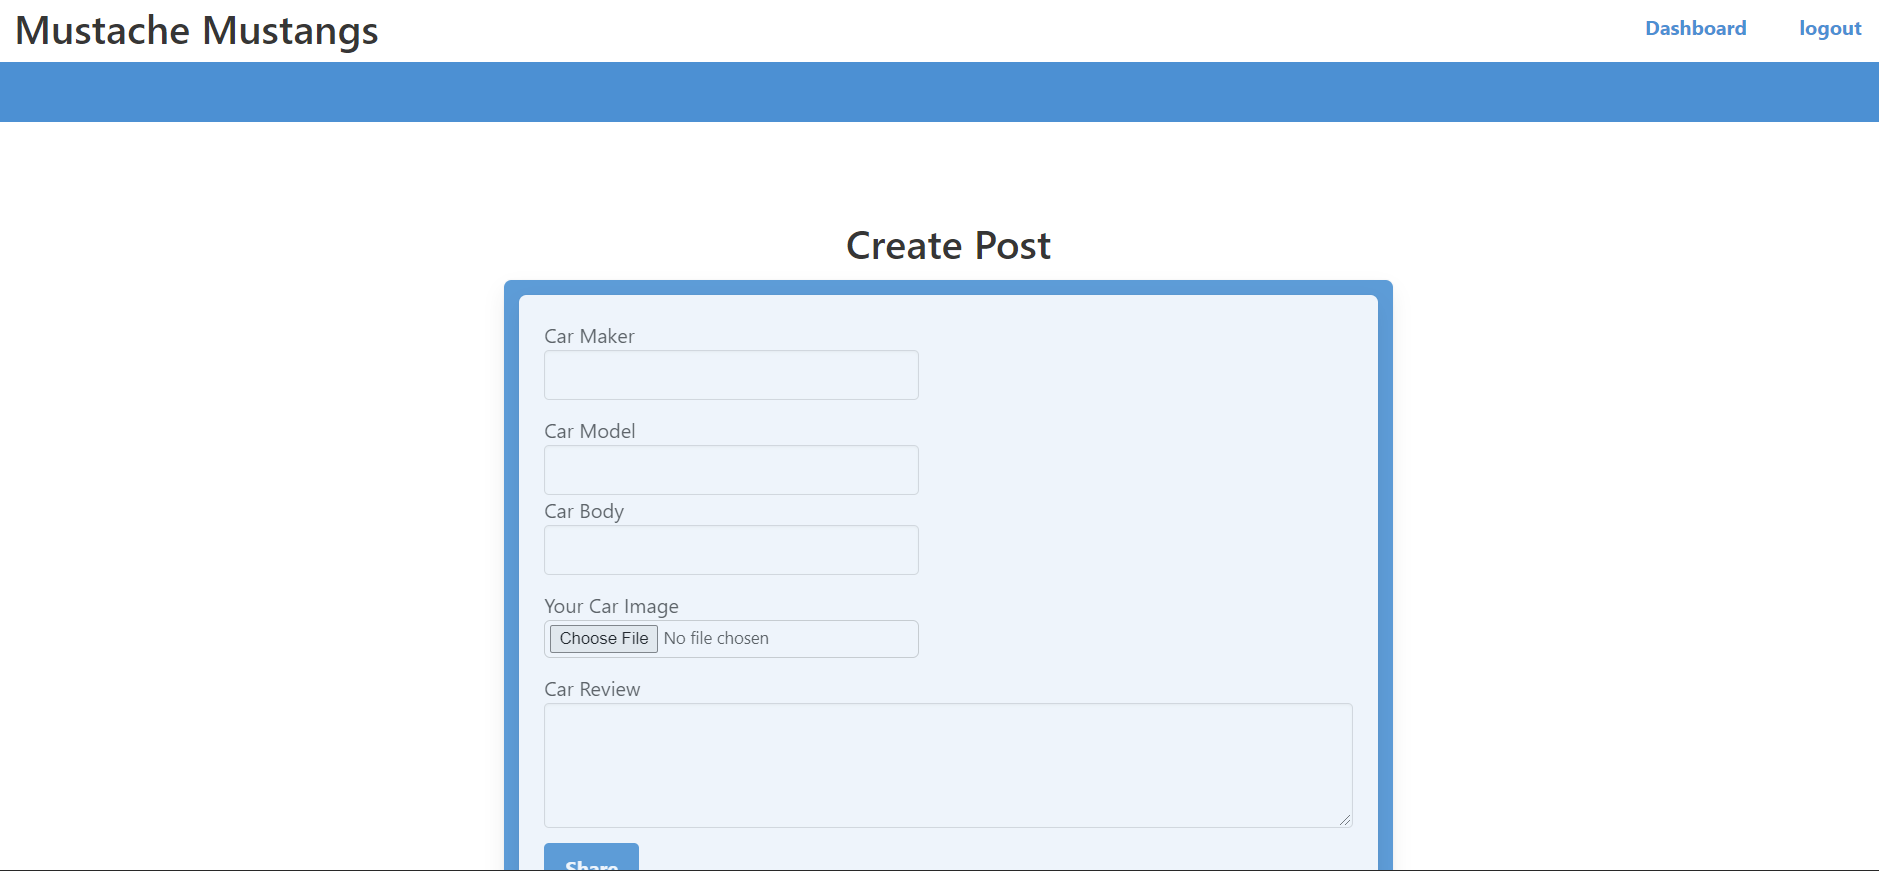 Mustache Mustangs
Dashboard logout
Create Post
Car Maker
Car Model
Car Body
Your Car Image
Choose File No file chosen
Car Review
Share